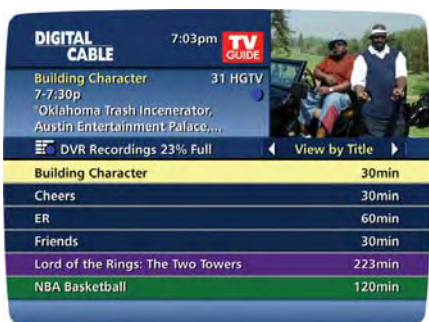 DIGITAL
CABLE
7:03pm
TV
GUIDE
Building Character 31 HGTV
7-7:30p
"Oklahoma Trash Incenerator,
Austin Entertainment Palace,...
DVR Recordings 23% Full
View by Title
Building Character 30min
Cheers 30min
ER 60min
Friends 30min
Lord of the Rings: The Two Towers 223min
NBA Basketball 120min